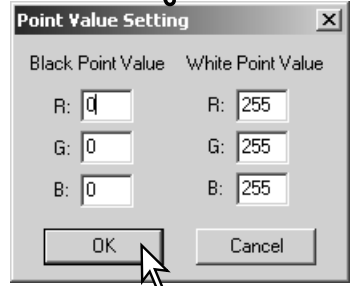 Point Value Setting
Black Point Value White Point Value
R: 0 R: 255
G: 0 G: 255
B: 0 B: 255
OK Cancel